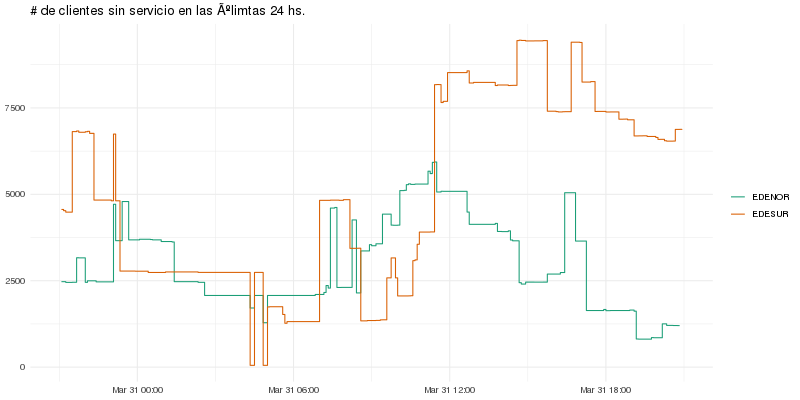 # de clientes sin servicio en las Ãºlimtas 24 hs.
7500
5000
2500
0
Mar 31 00:00
Mar 31 06:00
Mar 31 12:00
Mar 31 18:00
EDENOR
EDESUR